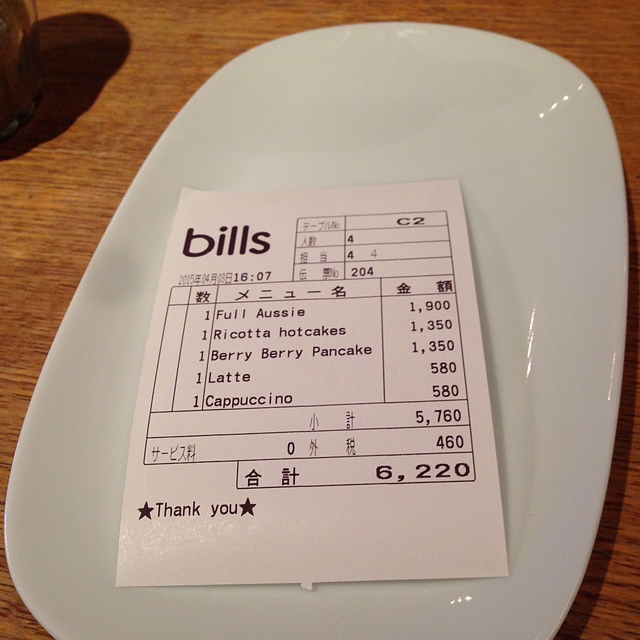 bills
テーブルNo C2
人数 4
担当 4 4
伝票No 204
2015年04月03日16:07
数 メニュー名 金額
1 Full Aussie 1,900
1 Ricotta hotcakes 1,350
1 Berry Berry Pancake 1,350
1 Latte 580
1 Cappuccino 580
小計 5,760
サービス料 0 外税 460
合計 6,220
★Thank you★